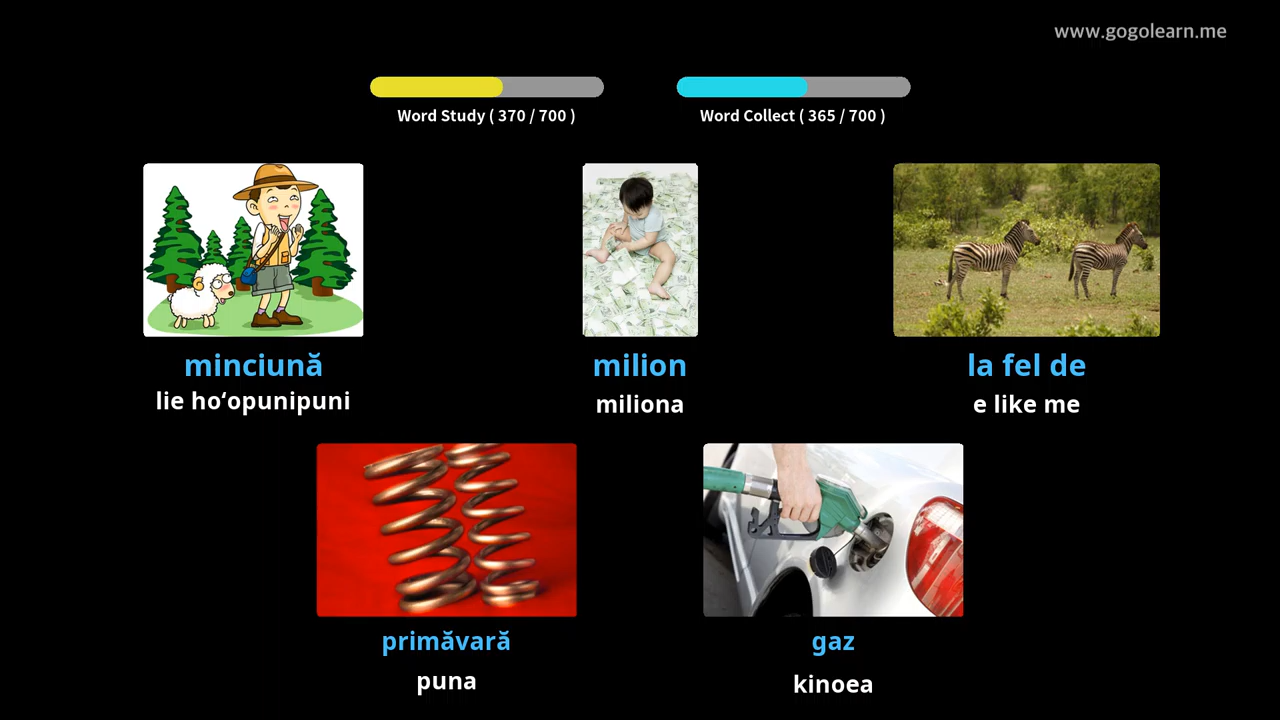 www.gogolearn.me
Word Study ( 370 / 700 )
Word Collect ( 365 / 700 )
minciună
lie hoʻopunipuni
milion
miliona
la fel de
e like me
primăvară
puna
gaz
kinoea